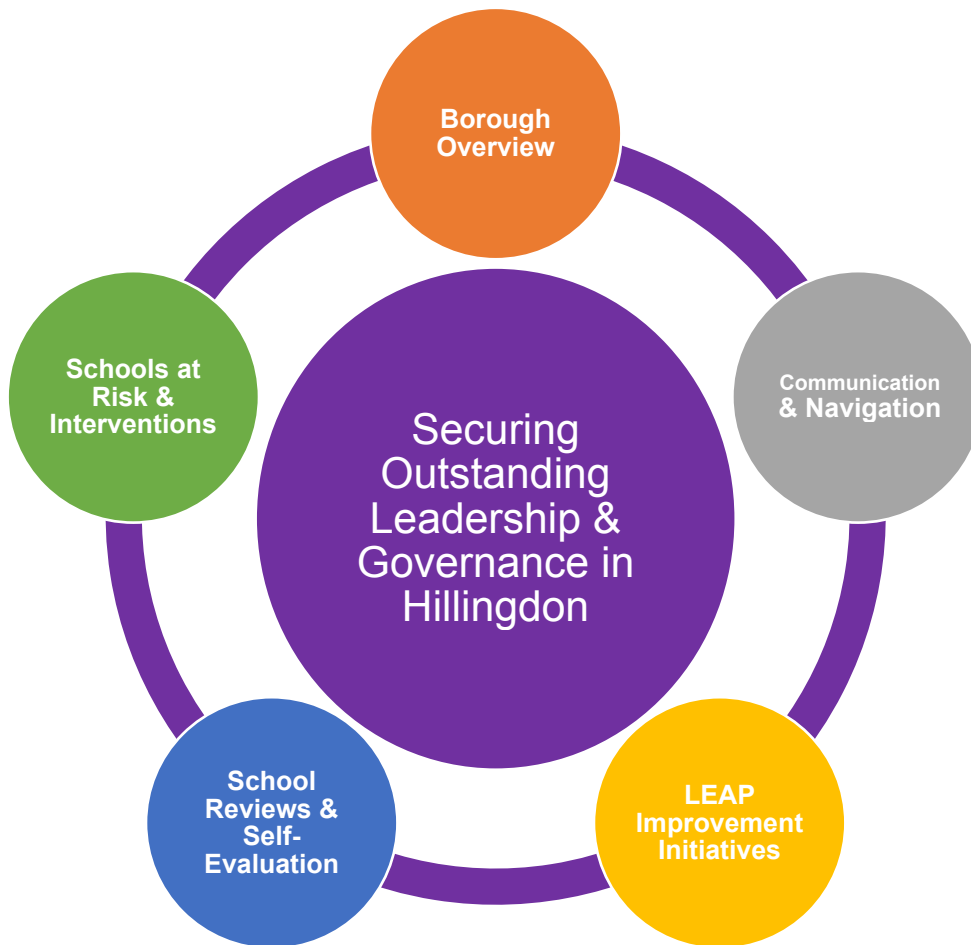 Borough
Overview
Communication
& Navigation
LEAP
Improvement
Initiatives
School
Reviews &
Self-
Evaluation
Schools at
Risk &
Interventions
Securing
Outstanding
Leadership &
Governance in
Hillingdon